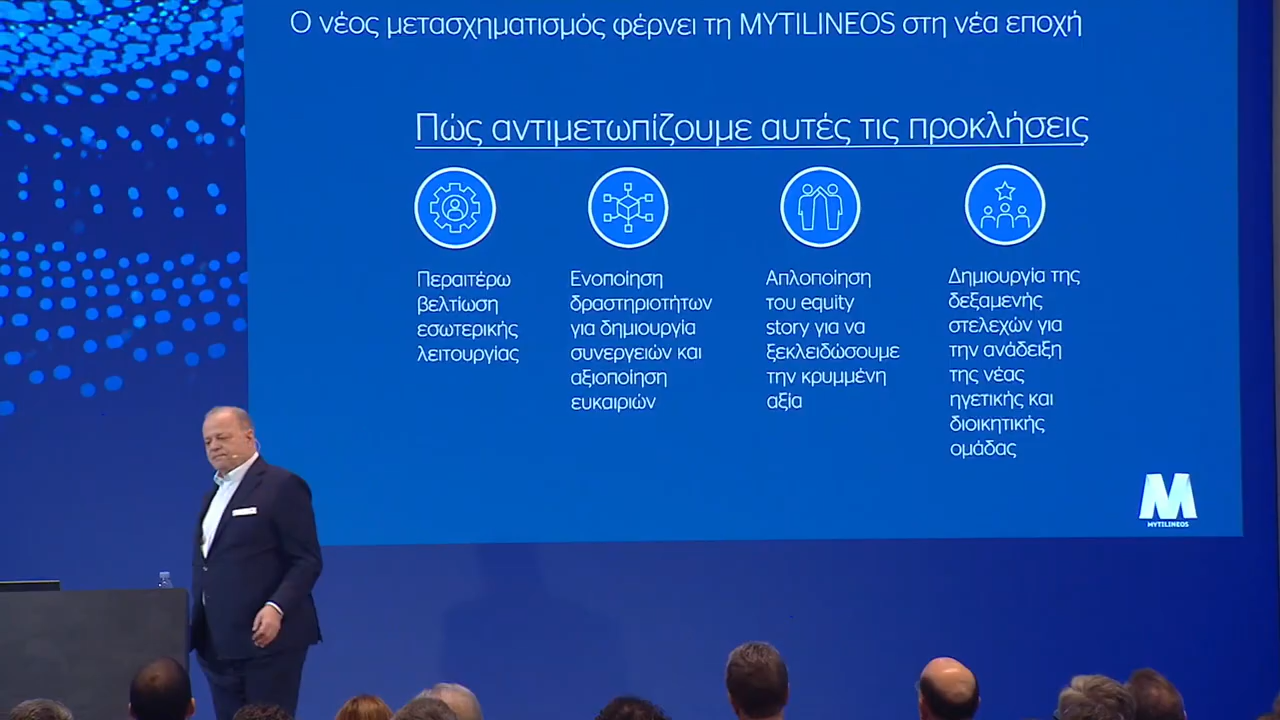 Ο νέος μετασχηματισμός φέρνει τη MYTILINEOS στη νέα εποχή
Πώς αντιμετωπίζουμε αυτές τις προκλήσεις
Περαιτέρω
βελτίωση
εσωτερικής
λειτουργίας
Ενοποίηση
δραστηριοτήτων
για δημιουργία
συνεργειών και
αξιοποίηση
ευκαιριών
Απλοποίηση
του equity
story για να
ξεκλειδώσουμε
την κρυμμένη
αξία
Δημιουργία της
δεξαμενής
στελεχών για
την ανάδειξη
της νέας
ηγετικής και
διοικητικής
ομάδας
M
MYTILINEOS